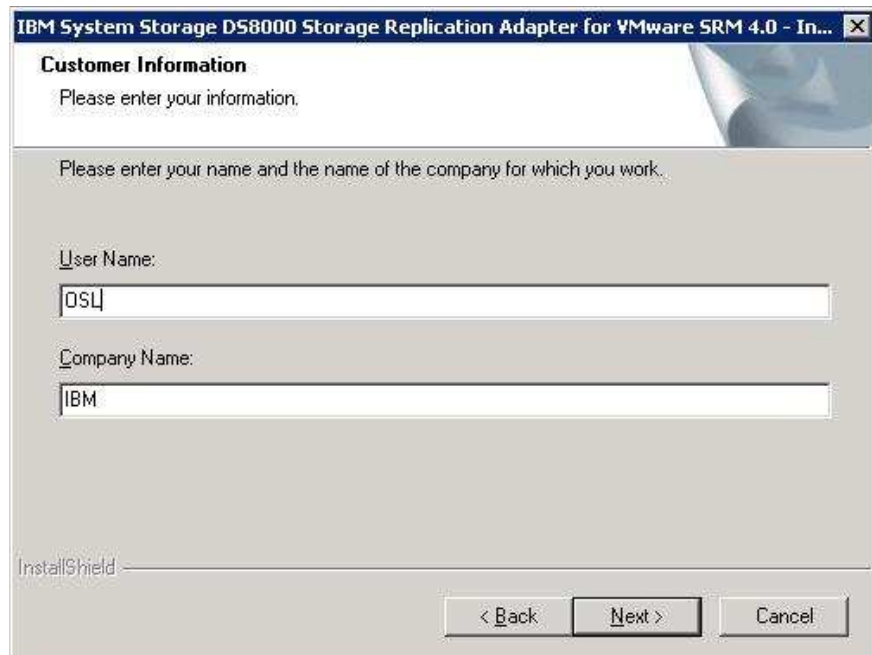 IBM System Storage DS8000 Storage Replication Adapter for VMware SRM 4.0 - In...
Customer Information
Please enter your information.
Please enter your name and the name of the company for which you work.
User Name:
OSL
Company Name:
IBM
InstallShield
< Back
Next >
Cancel